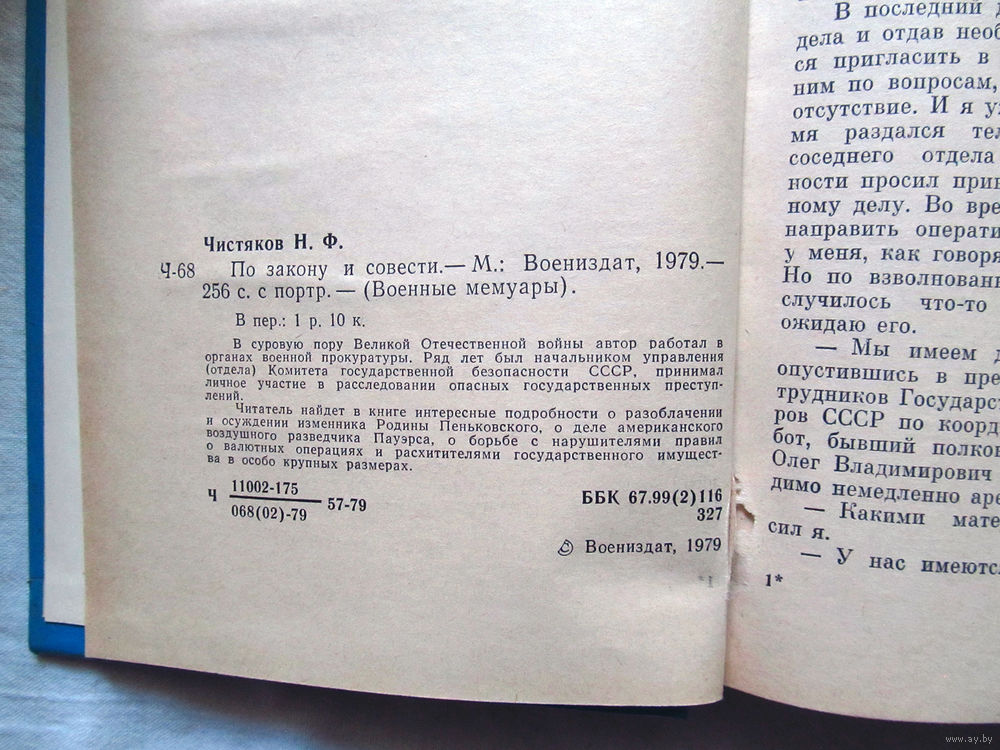 Чистяков Н. Ф.
Ч-68 По закону и совести.— М.: Воениздат, 1979.—
256 с. с портр. — (Военные мемуары).
В пер.: 1 р. 10 к.
В суровую пору Великой Отечественной войны автор работал в
органах военной прокуратуры. Ряд лет был начальником управления
(отдела) Комитета государственной безопасности СССР, принимал
личное участие в расследовании опасных государственных преступ-
лений.
Читатель найдет в книге интересные подробности о разоблачении
и осуждении изменника Родины Пеньковского, о деле американского
воздушного разведчика Пауэрса, о борьбе с нарушителями правил
о валютных операциях и расхитителями государственного имущест-
ва в особо крупных размерах.
Ч 11002-175
068(02)-79 57-79
ББК 67.99(2)116
327
© Воениздат, 1979
*1
В последний
дела и отдав
ся пригласить в
ним по вопросам,
отсутствие. И я
мя раздался
соседнего отдела
ности просил
ному делу. Во
направить
у меня, как
Но по
случилось что-то
ожидаю его.
— Мы имеем
опустившись в
трудников
ров СССР по
бот, бывший
Олег Владимирович
димо немедленно
— Какими
сил я.
— У нас
1*
www.ay.by